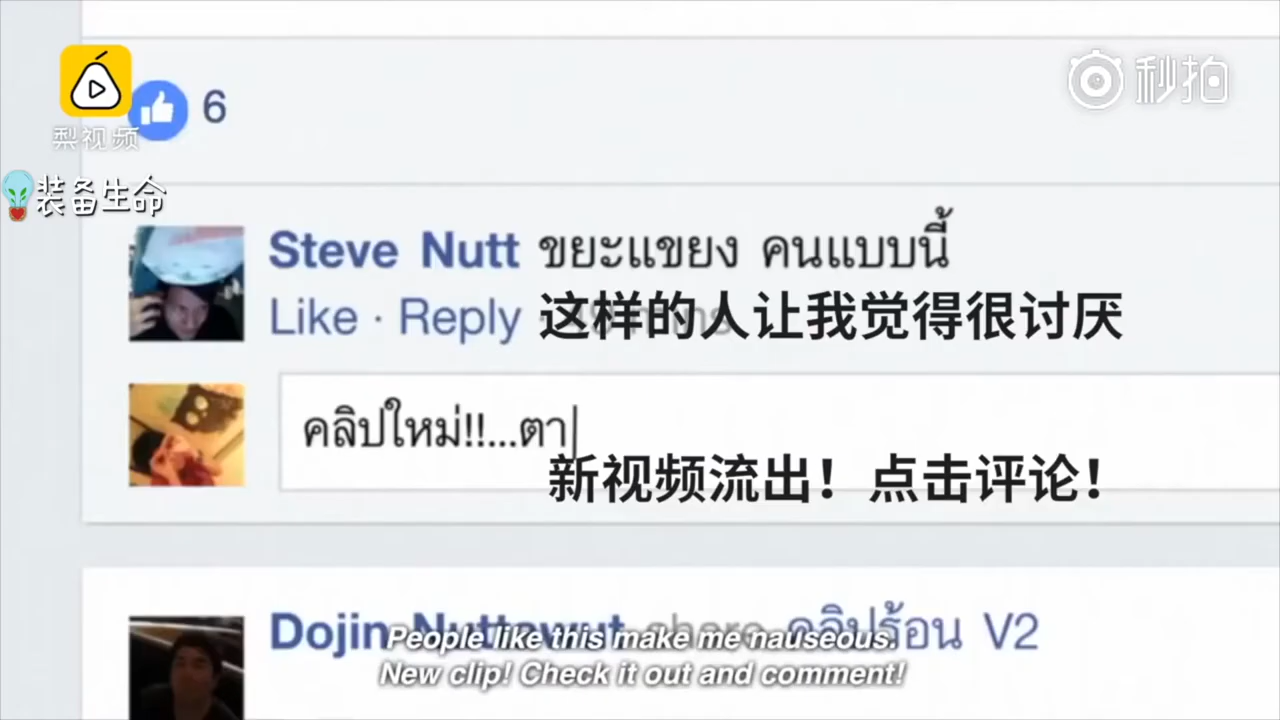 秒拍
6
梨视频
装备生命
Steve Nutt ขยะแขยง คนแบบนี้
Like · Reply
这样的人让我觉得很讨厌
คลิปใหม่!!...ตา
新视频流出！点击评论！
Dojin Nuttawut share คลิปร้อน V2
People like this make me nauseous.
New clip! Check it out and comment!